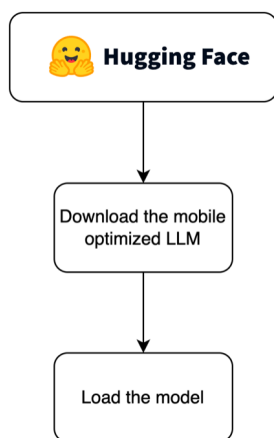 Hugging Face
Download the mobile
optimized LLM
Load the model